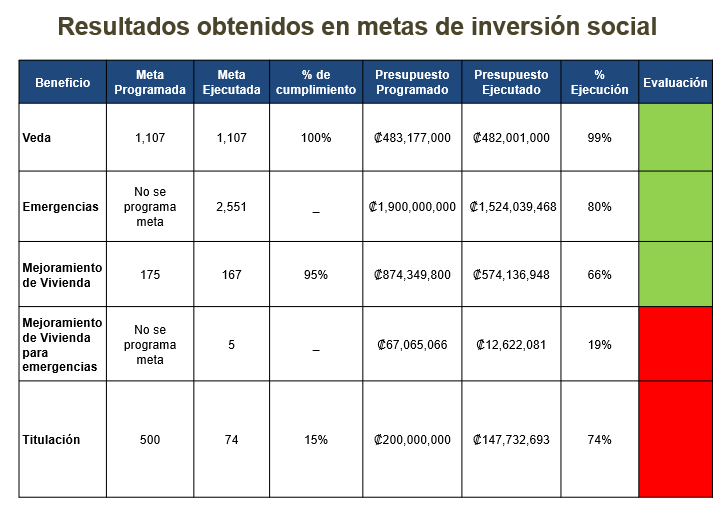 Resultados obtenidos en metas de inversión social
Beneficio
Meta
Programada
Meta
Ejecutada
% de
cumplimiento
Presupuesto
Programado
Presupuesto
Ejecutado
%
Ejecución
Evaluación
Veda
1,107
1,107
100%
₡483,177,000
₡482,001,000
99%
Emergencias
No se
programa
meta
2,551
_
₡1,900,000,000
₡1,524,039,468
80%
Mejoramiento
de Vivienda
175
167
95%
₡874,349,800
₡574,136,948
66%
Mejoramiento
de Vivienda
para
emergencias
No se
programa
meta
5
_
₡67,065,066
₡12,622,081
19%
Titulación
500
74
15%
₡200,000,000
₡147,732,693
74%